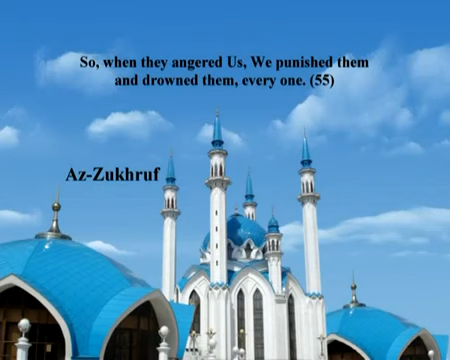 So, when they angered Us, We punished them
and drowned them, every one. (55)
Az-Zukhruf